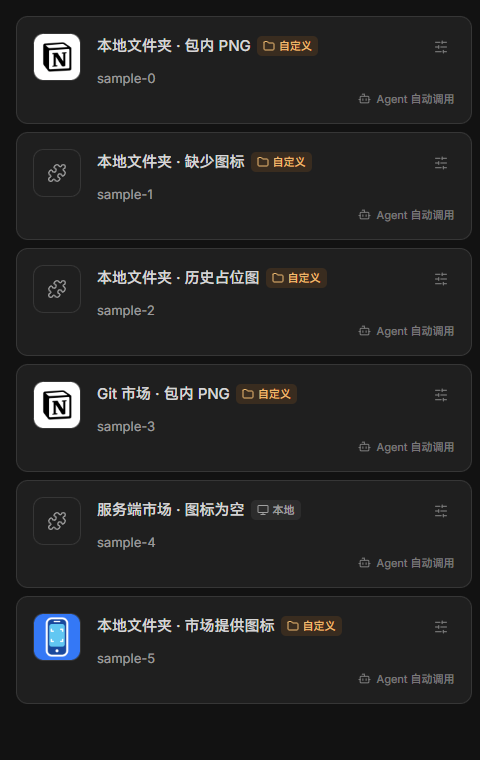 本地文件夹 · 包内 PNG 自定义
sample-0
Agent 自动调用
本地文件夹 · 缺少图标 自定义
sample-1
Agent 自动调用
本地文件夹 · 历史占位图 自定义
sample-2
Agent 自动调用
Git 市场 · 包内 PNG 自定义
sample-3
Agent 自动调用
服务端市场 · 图标为空 本地
sample-4
Agent 自动调用
本地文件夹 · 市场提供图标 自定义
sample-5
Agent 自动调用